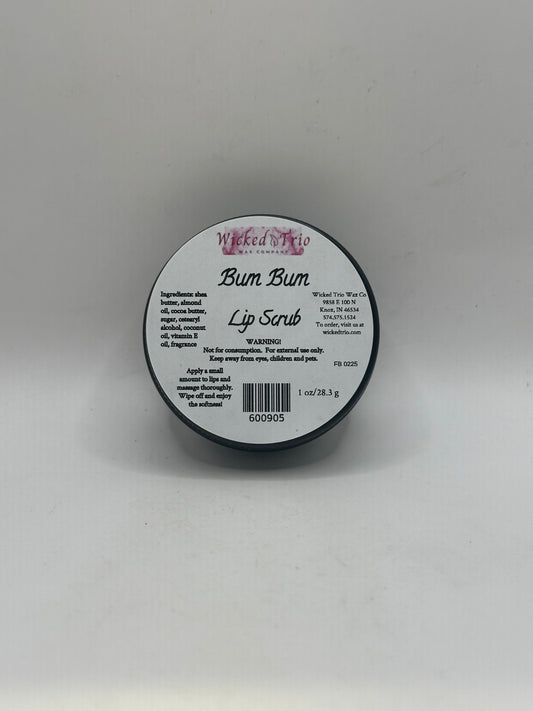 Wicked Trio
WAX COMPANY
Bum Bum
Lip Scrub
Ingredients: shea
butter, almond
oil, cocoa butter,
sugar, cetearyl
alcohol, coconut
oil, vitamin E
oil, fragrance
Wicked Trio Wax Co
9858 E 100 N
Knox, IN 46534
574.575.1524
To order, visit us at
wickedtrio.com
WARNING!
Not for consumption. For external use only.
Keep away from eyes, children and pets.
FB 0225
Apply a small
amount to lips and
massage thoroughly.
Wipe off and enjoy
the softness!
1 oz/28.3 g
600905